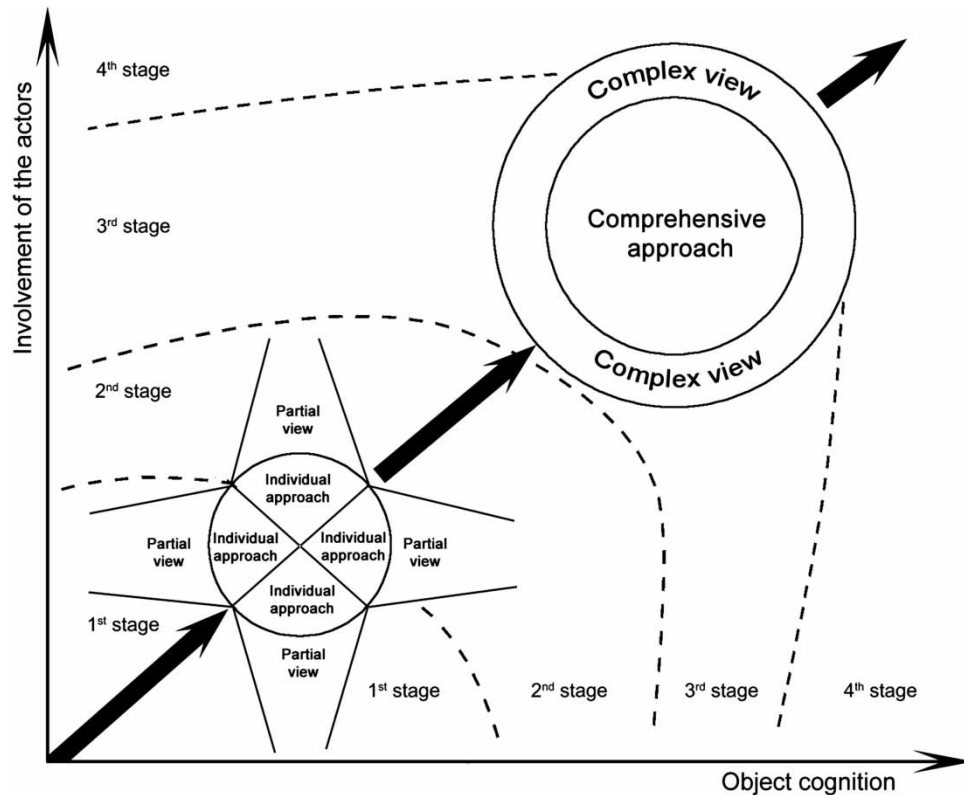 Involvement of the actors
4th stage
Complex view
Comprehensive
approach
3rd stage
Complex view
2nd stage
Partial
view
Individual
approach
Partial
view
Individual
approach
Individual
approach
Partial
view
Individual
approach
1st stage
Partial
view
1st stage
2nd stage
3rd stage
4th stage
Object cognition